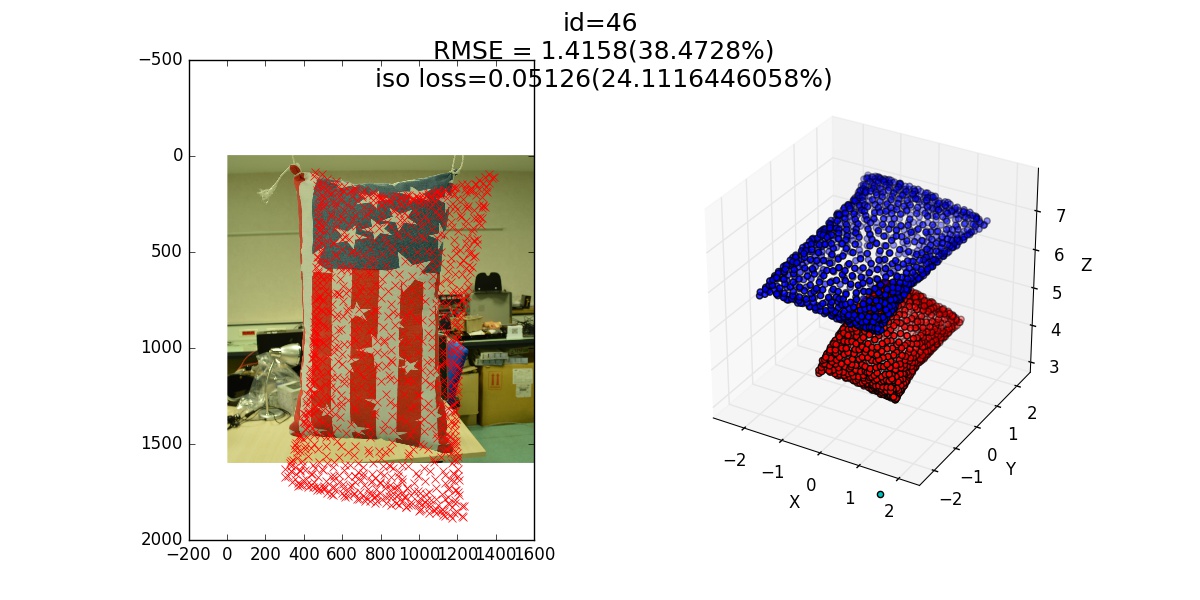 id=46
RMSE = 1.4158(38.4728%)
iso loss=0.05126(24.1116446058%)
−500
0
500
1000
1500
2000
−200 0 200 400 600 800 1000 1200 1400 1600
7
6
5
4
3
Z
−2 −1 0 1 2
X
−2 −1 0 1 2
Y